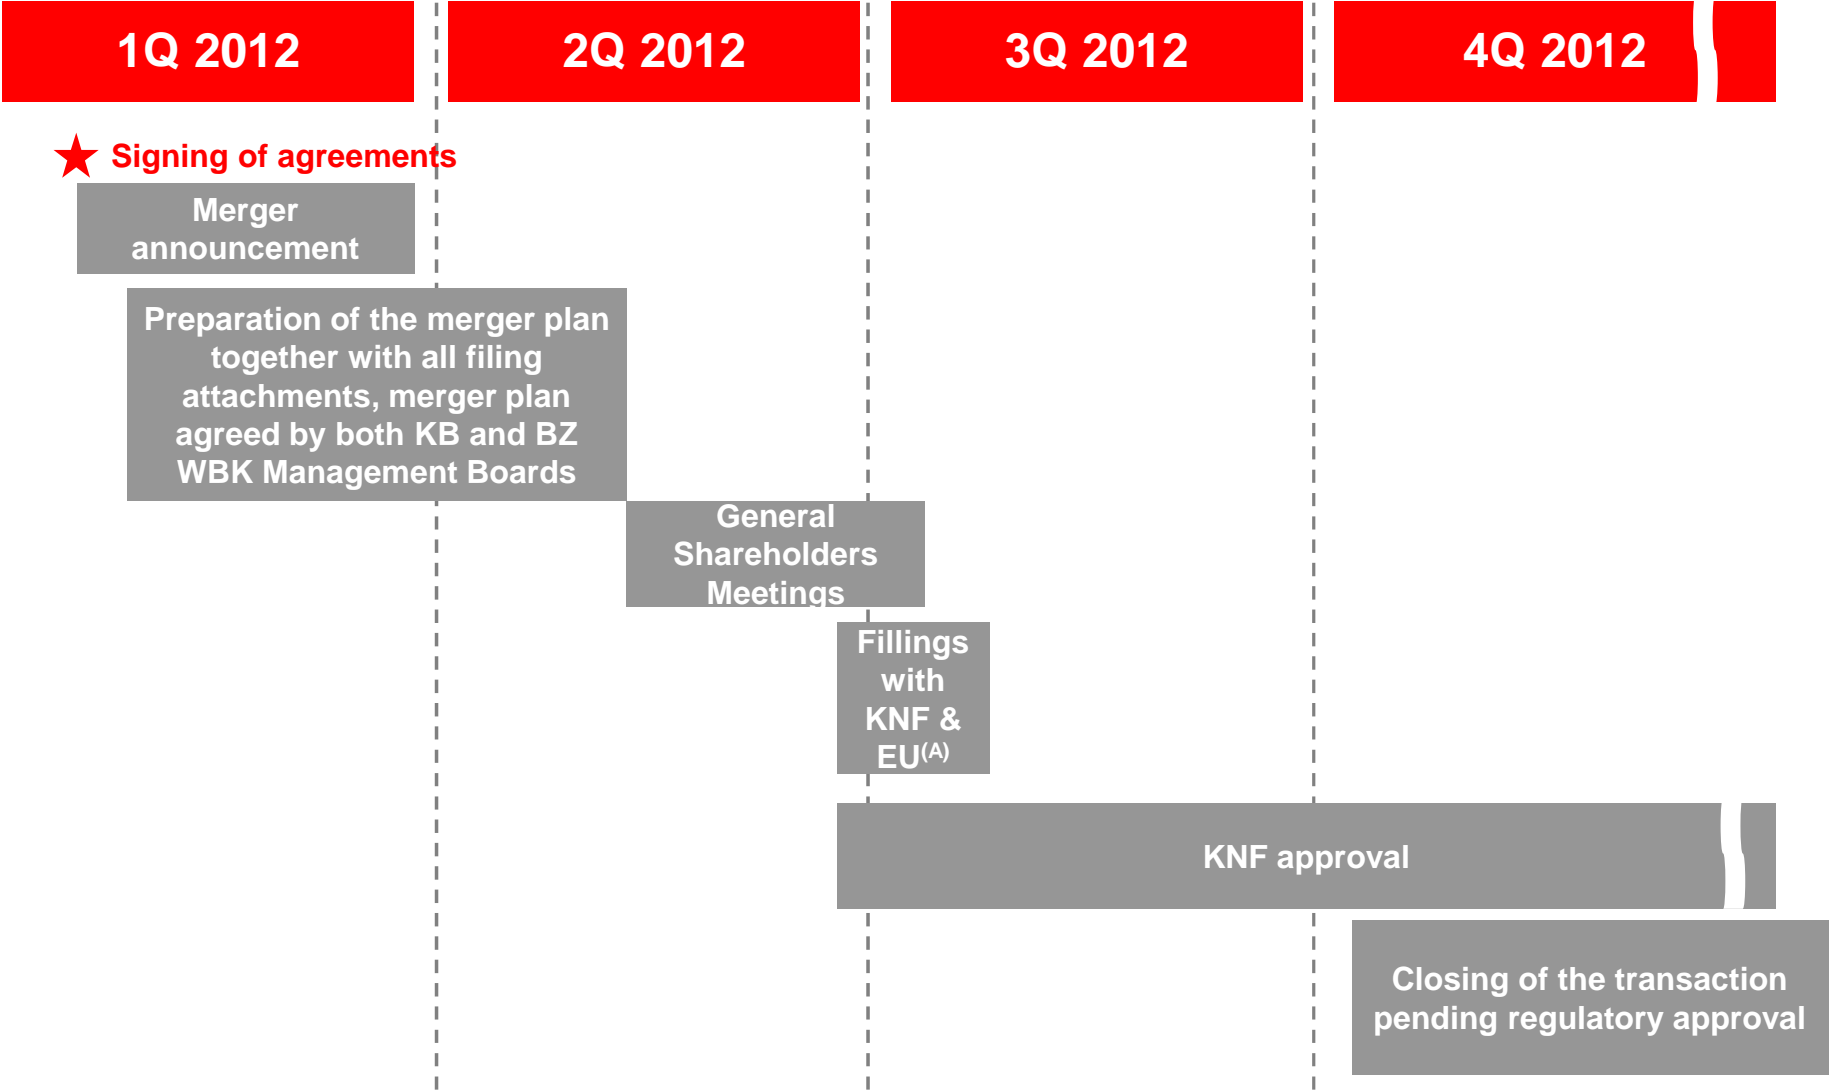 1Q 2012
2Q 2012
3Q 2012
4Q 2012
Signing of agreements
Merger
announcement
Preparation of the merger plan
together with all filing
attachments, merger plan
agreed by both KB and BZ
WBK Management Boards
General
Shareholders
Meetings
Fillings
with
KNF &
EU(A)
KNF approval
Closing of the transaction
pending regulatory approval